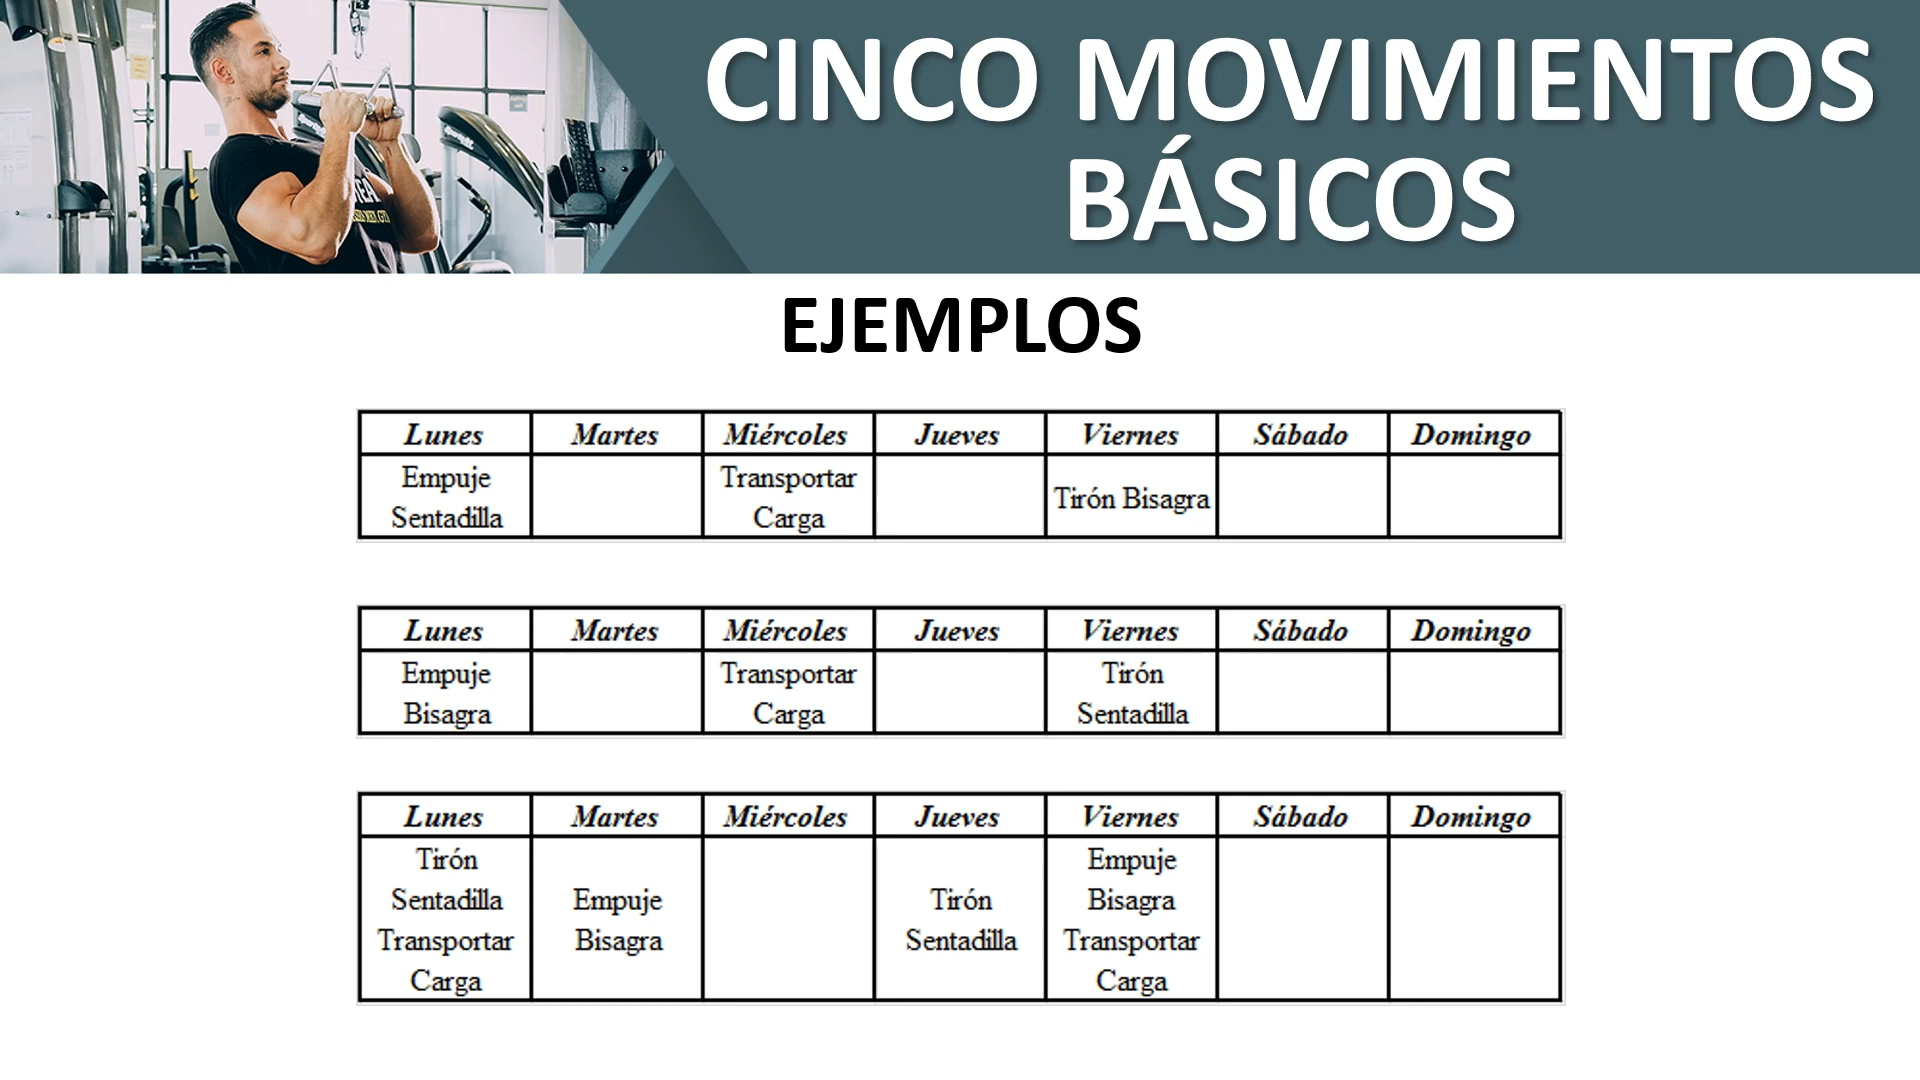 CINCO MOVIMIENTOS
BÁSICOS
EJEMPLOS
Lunes Martes Miércoles Jueves Viernes Sábado Domingo
Empuje
Sentadilla
Transportar
Carga
Tirón Bisagra
Lunes Martes Miércoles Jueves Viernes Sábado Domingo
Empuje
Bisagra
Transportar
Carga
Tirón
Sentadilla
Lunes Martes Miércoles Jueves Viernes Sábado Domingo
Tirón
Sentadilla
Transportar
Carga
Empuje
Bisagra
Tirón
Sentadilla
Empuje
Bisagra
Transportar
Carga